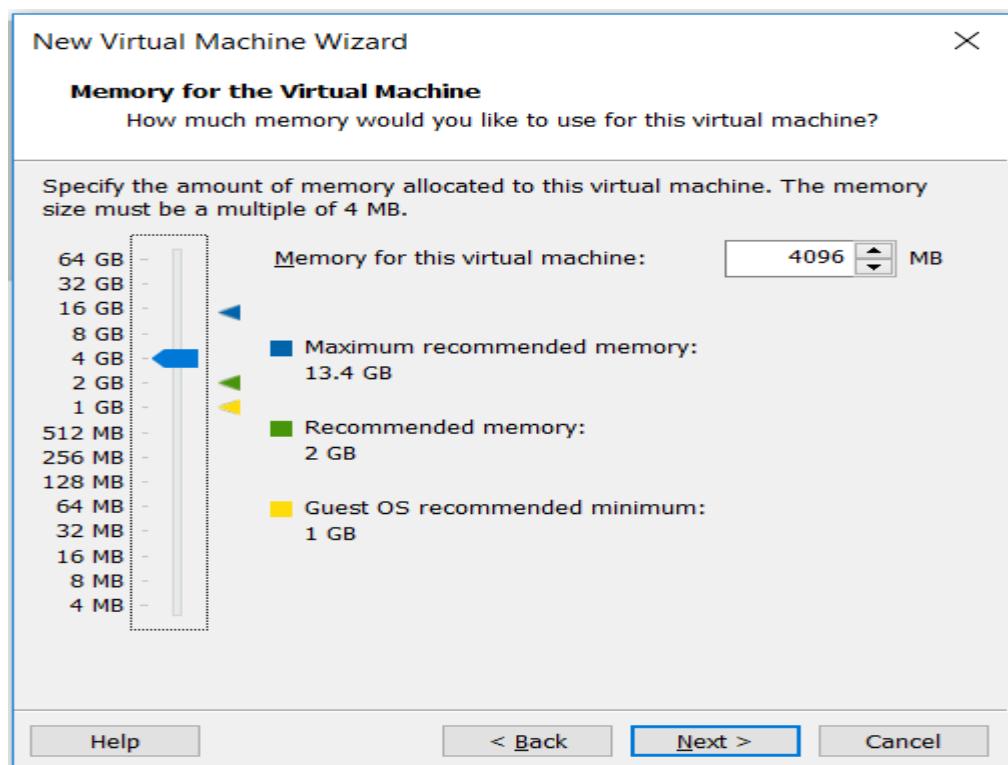 New Virtual Machine Wizard
Memory for the Virtual Machine
How much memory would you like to use for this virtual machine?
Specify the amount of memory allocated to this virtual machine. The memory
size must be a multiple of 4 MB.
64 GB
32 GB
16 GB
8 GB
4 GB
2 GB
1 GB
512 MB
256 MB
128 MB
64 MB
32 MB
16 MB
8 MB
4 MB
Memory for this virtual machine: 4096 MB
Maximum recommended memory:
13.4 GB
Recommended memory:
2 GB
Guest OS recommended minimum:
1 GB
Help < Back Next > Cancel